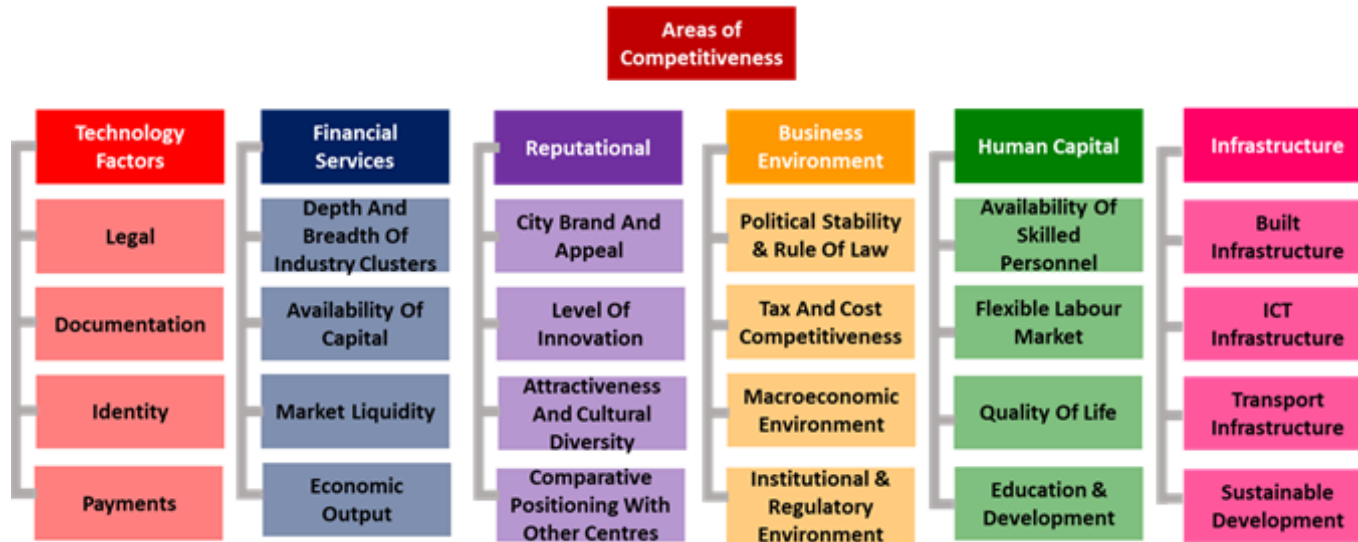 Areas of
Competitiveness
Technology
Factors
Legal
Documentation
Identity
Payments
Financial
Services
Depth And
Breadth Of
Industry Clusters
Availability Of
Capital
Market Liquidity
Economic
Output
Reputational
City Brand And
Appeal
Level Of
Innovation
Attractiveness
And Cultural
Diversity
Comparative
Positioning With
Other Centres
Business
Environment
Political Stability
& Rule Of Law
Tax And Cost
Competitiveness
Macroeconomic
Environment
Institutional &
Regulatory
Environment
Human Capital
Availability Of
Skilled
Personnel
Flexible Labour
Market
Quality Of Life
Education &
Development
Infrastructure
Built
Infrastructure
ICT
Infrastructure
Transport
Infrastructure
Sustainable
Development